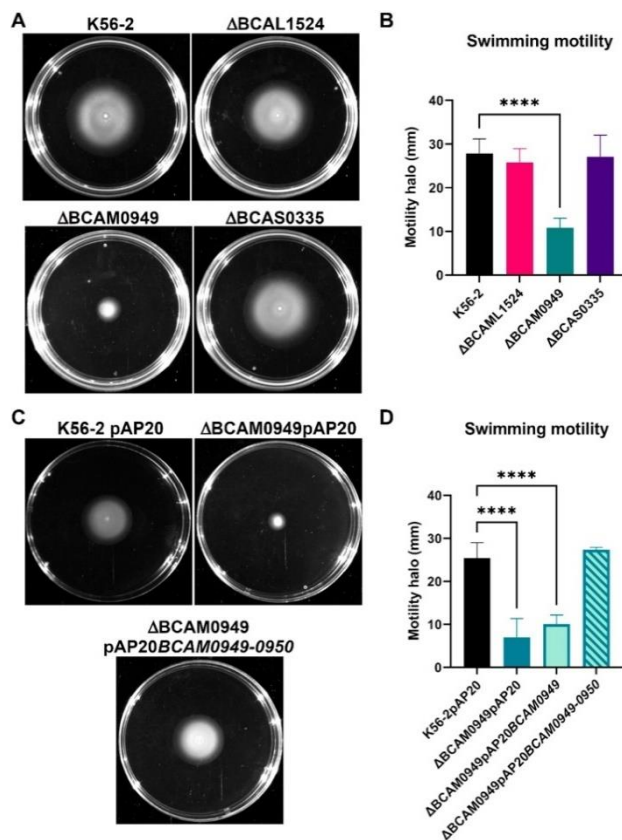 A
K56-2
ΔBCAL1524
ΔBCAM0949
ΔBCAS0335
B
Swimming motility
****
Motility halo (mm)
40
30
20
10
0
K56-2
ΔBCAML1524
ΔBCAM0949
ΔBCAS0335
C
K56-2 pAP20
ΔBCAM0949pAP20
ΔBCAM0949
pAP20BCAM0949-0950
D
Swimming motility
****
****
Motility halo (mm)
40
30
20
10
0
K56-2pAP20
ΔBCAM0949pAP20
ΔBCAM0949pAP20BCAM0949
ΔBCAM0949pAP20BCAM0949-0950